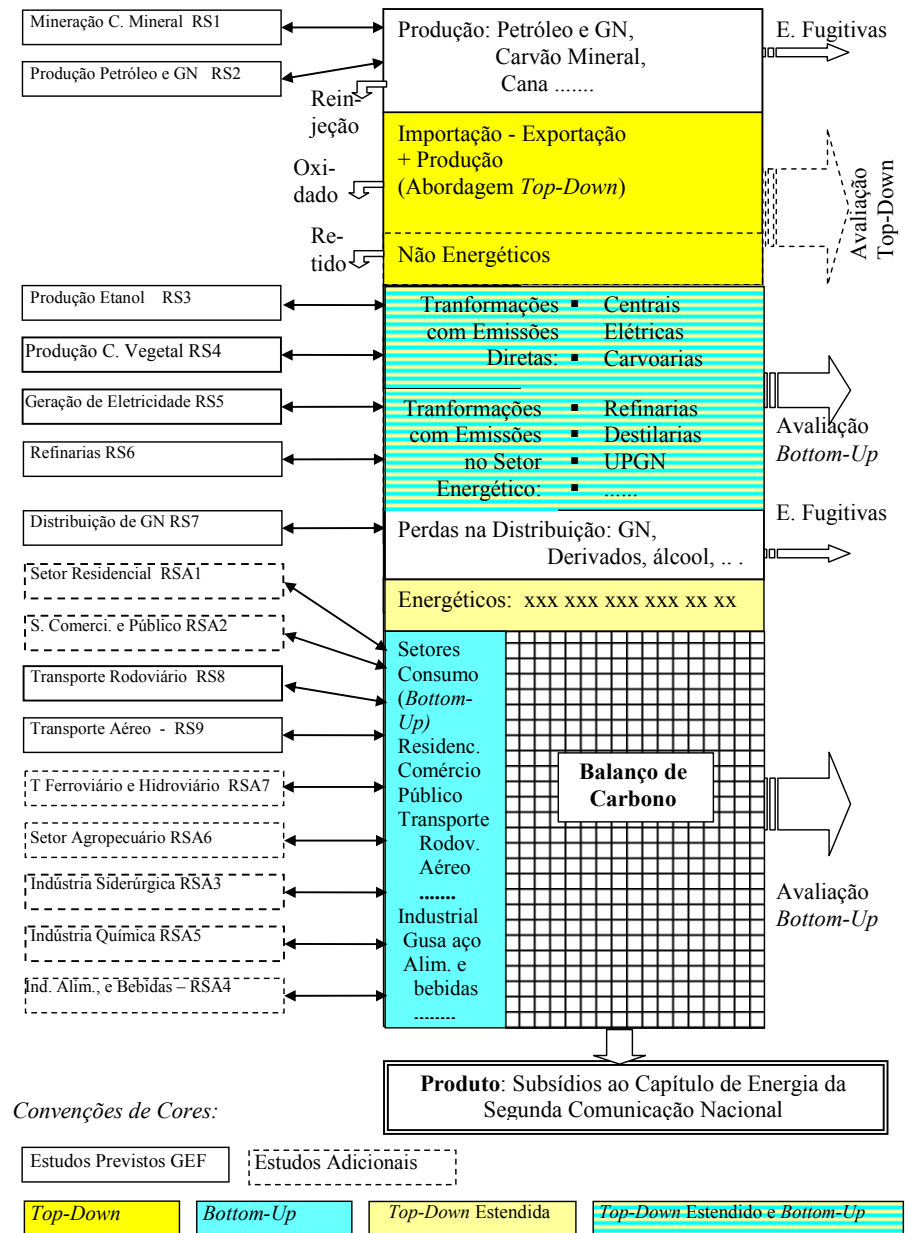 Mineração C. Mineral RS1
Produção Petróleo e GN RS2
Produção: Petróleo e GN,
Carvão Mineral,
Cana .......
E. Fugitivas
Rein-
jeção
Importação - Exportação
+ Produção
(Abordagem Top-Down)
Oxi-
dado
Avaliação
Top-Down
Re-
tido
Não Energéticos
Produção Etanol RS3
Produção C. Vegetal RS4
Geração de Eletricidade RS5
Refinarias RS6
Tranformações
com Emissões
Diretas:
▪ Centrais
Elétricas
▪ Carvoarias
Tranformações
com Emissões
no Setor
Energético:
▪ Refinarias
▪ Destilarias
▪ UPGN
▪ ......
Avaliação
Bottom-Up
Distribuição de GN RS7
Perdas na Distribuição: GN,
Derivados, álcool, .. .
E. Fugitivas
Energéticos: xxx xxx xxx xxx xx xx
Setor Residencial RSA1
S. Comerci. e Público RSA2
Transporte Rodoviário RS8
Transporte Aéreo - RS9
T Ferroviário e Hidroviário RSA7
Setor Agropecuário RSA6
Indústria Siderúrgica RSA3
Indústria Química RSA5
Ind. Alim., e Bebidas – RSA4
Setores
Consumo
(Bottom-
Up)
Residenc.
Comércio
Público
Transporte
Rodov.
Aéreo
.......
Industrial
Gusa aço
Alim. e
bebidas
........
Balanço de
Carbono
Avaliação
Bottom-Up
Produto: Subsídios ao Capítulo de Energia da
Segunda Comunicação Nacional
Convenções de Cores:
Estudos Previstos GEF
Estudos Adicionais
Top-Down
Bottom-Up
Top-Down Estendida
Top-Down Estendido e Bottom-Up